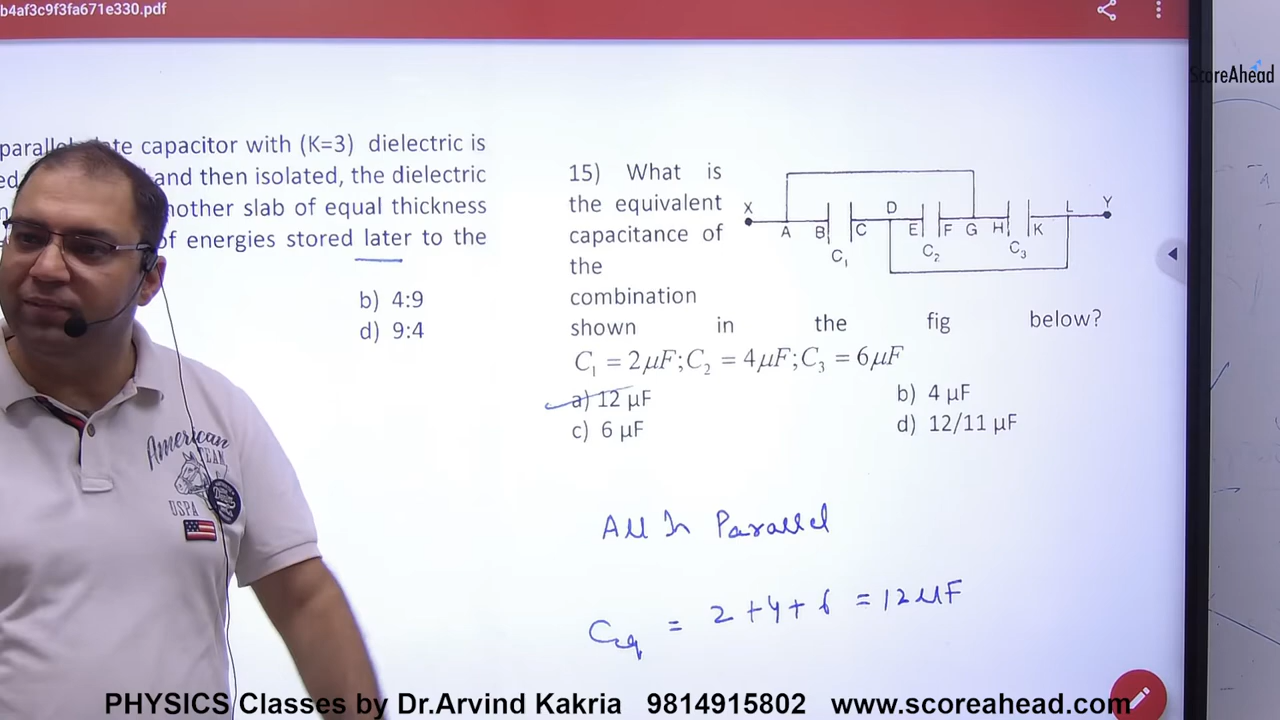 b4af3c9f3fa671e330.pdf
ScoreAhead
capacitor with (K=3) dielectric is
and then isolated, the dielectric
another slab of equal thickness
of energies stored later to the
b) 4:9
d) 9:4
15) What is
the equivalent
capacitance of
the
combination
shown in the fig below?
X A B C D E F G H K L Y
C₁ C₂ C₃
C₁ = 2μF;C₂ = 4μF;C₃ = 6μF
a) 12 μF
b) 4 μF
c) 6 μF
d) 12/11 μF
All In Parallel
Ceq = 2+4+6 = 12μF
American
TEAM
USPA
PHYSICS Classes by Dr.Arvind Kakria 9814915802 www.scoreahead.com